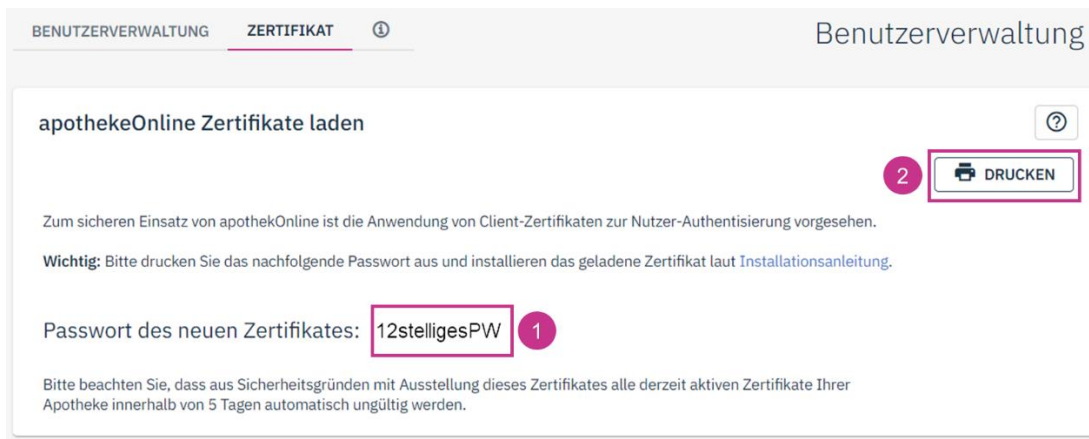 BENUTZERVERWALTUNG ZERTIFIKAT
Benutzerverwaltung
apothekeOnline Zertifikate laden
2 DRUCKEN
Zum sicheren Einsatz von apothekOnline ist die Anwendung von Client-Zertifikaten zur Nutzer-Authentisierung vorgesehen.
Wichtig: Bitte drucken Sie das nachfolgende Passwort aus und installieren das geladene Zertifikat laut Installationsanleitung.
Passwort des neuen Zertifikates: 12stelligesPW 1
Bitte beachten Sie, dass aus Sicherheitsgründen mit Ausstellung dieses Zertifikates alle derzeit aktiven Zertifikate Ihrer
Apotheke innerhalb von 5 Tagen automatisch ungültig werden.